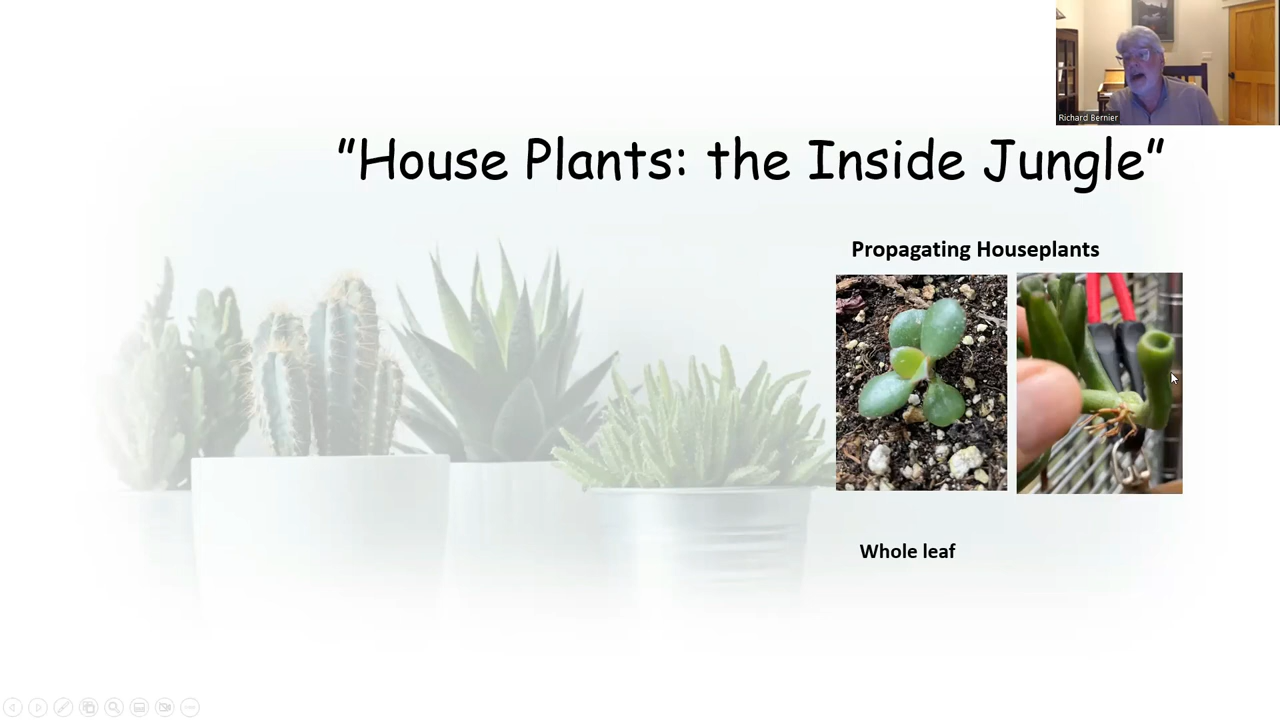 Richard Bernier
"House Plants: the Inside Jungle"
Propagating Houseplants
Whole leaf